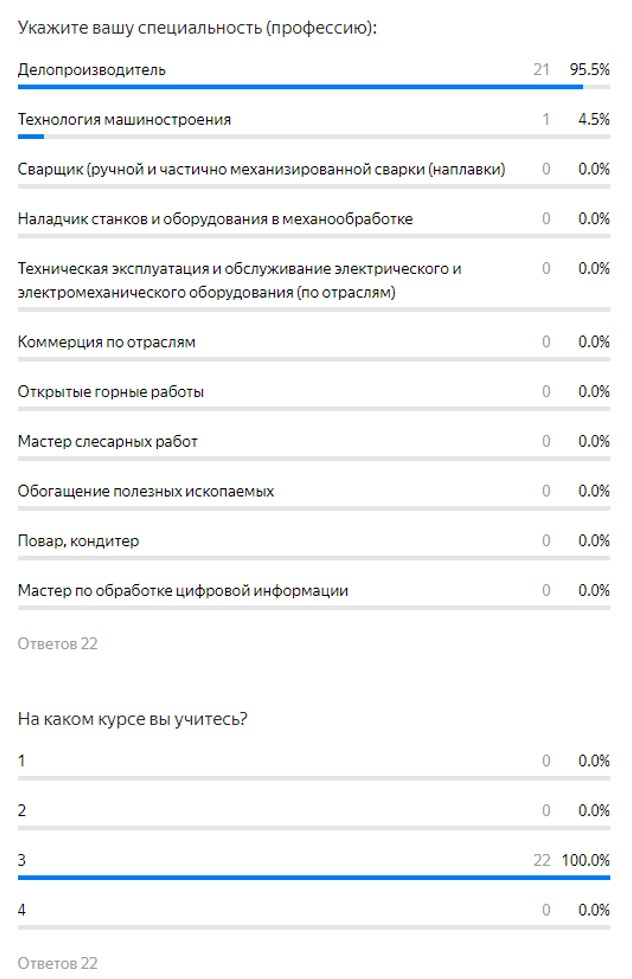 Укажите вашу специальность (профессию):
Делопроизводитель 21 95.5%
Технология машиностроения 1 4.5%
Сварщик (ручной и частично механизированной сварки (наплавки) 0 0.0%
Наладчик станков и оборудования в механообработке 0 0.0%
Техническая эксплуатация и обслуживание электрического и 0 0.0%
электромеханического оборудования (по отраслям)
Коммерция по отраслям 0 0.0%
Открытые горные работы 0 0.0%
Мастер слесарных работ 0 0.0%
Обогащение полезных ископаемых 0 0.0%
Повар, кондитер 0 0.0%
Мастер по обработке цифровой информации 0 0.0%
Ответов 22
На каком курсе вы учитесь?
1 0 0.0%
2 0 0.0%
3 22 100.0%
4 0 0.0%
Ответов 22